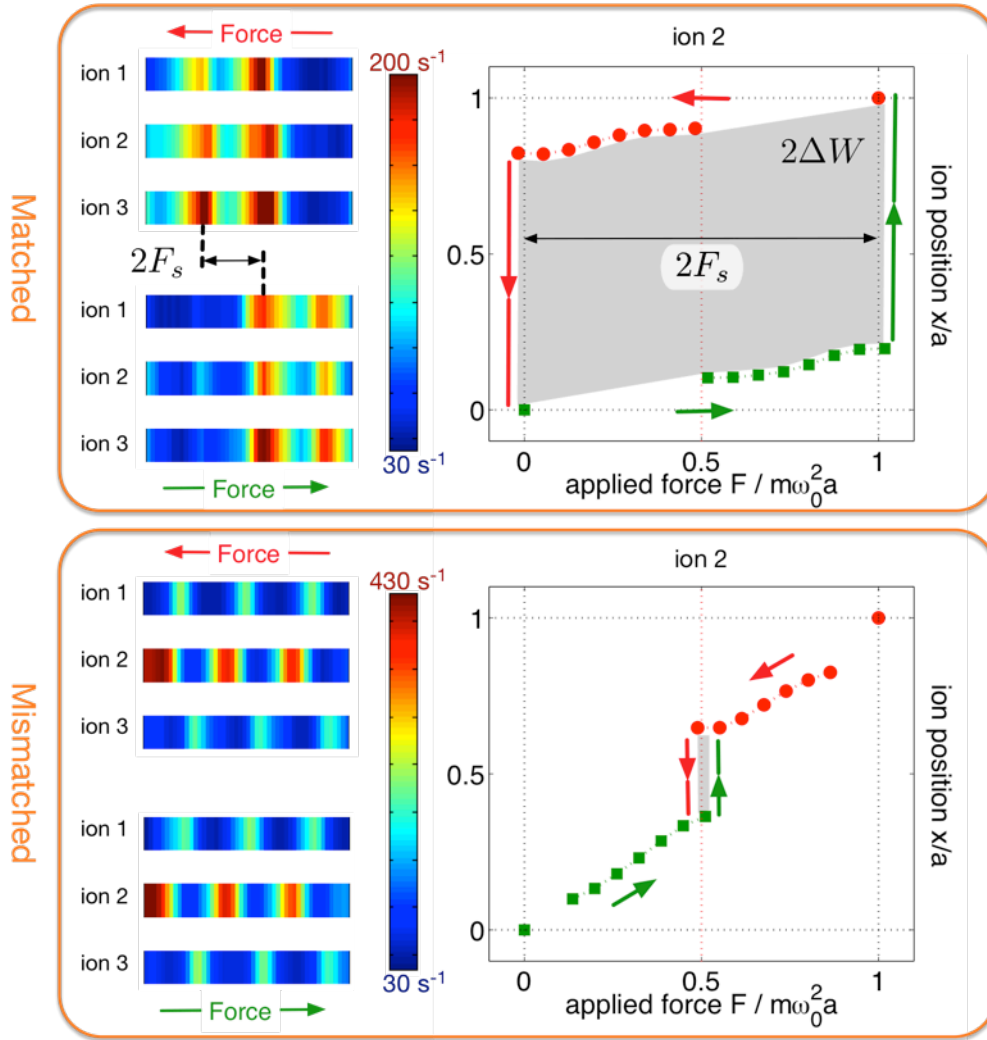 Matched
Force
ion 1
ion 2
ion 3
2F_s
ion 1
ion 2
ion 3
Force
200 s⁻¹
30 s⁻¹
ion 2
1
0.5
0
2ΔW
2F_s
0
0.5
1
applied force F / mω₀²a
ion position x/a
Mismatched
Force
ion 1
ion 2
ion 3
ion 1
ion 2
ion 3
Force
430 s⁻¹
30 s⁻¹
ion 2
1
0.5
0
0
0.5
1
applied force F / mω₀²a
ion position x/a